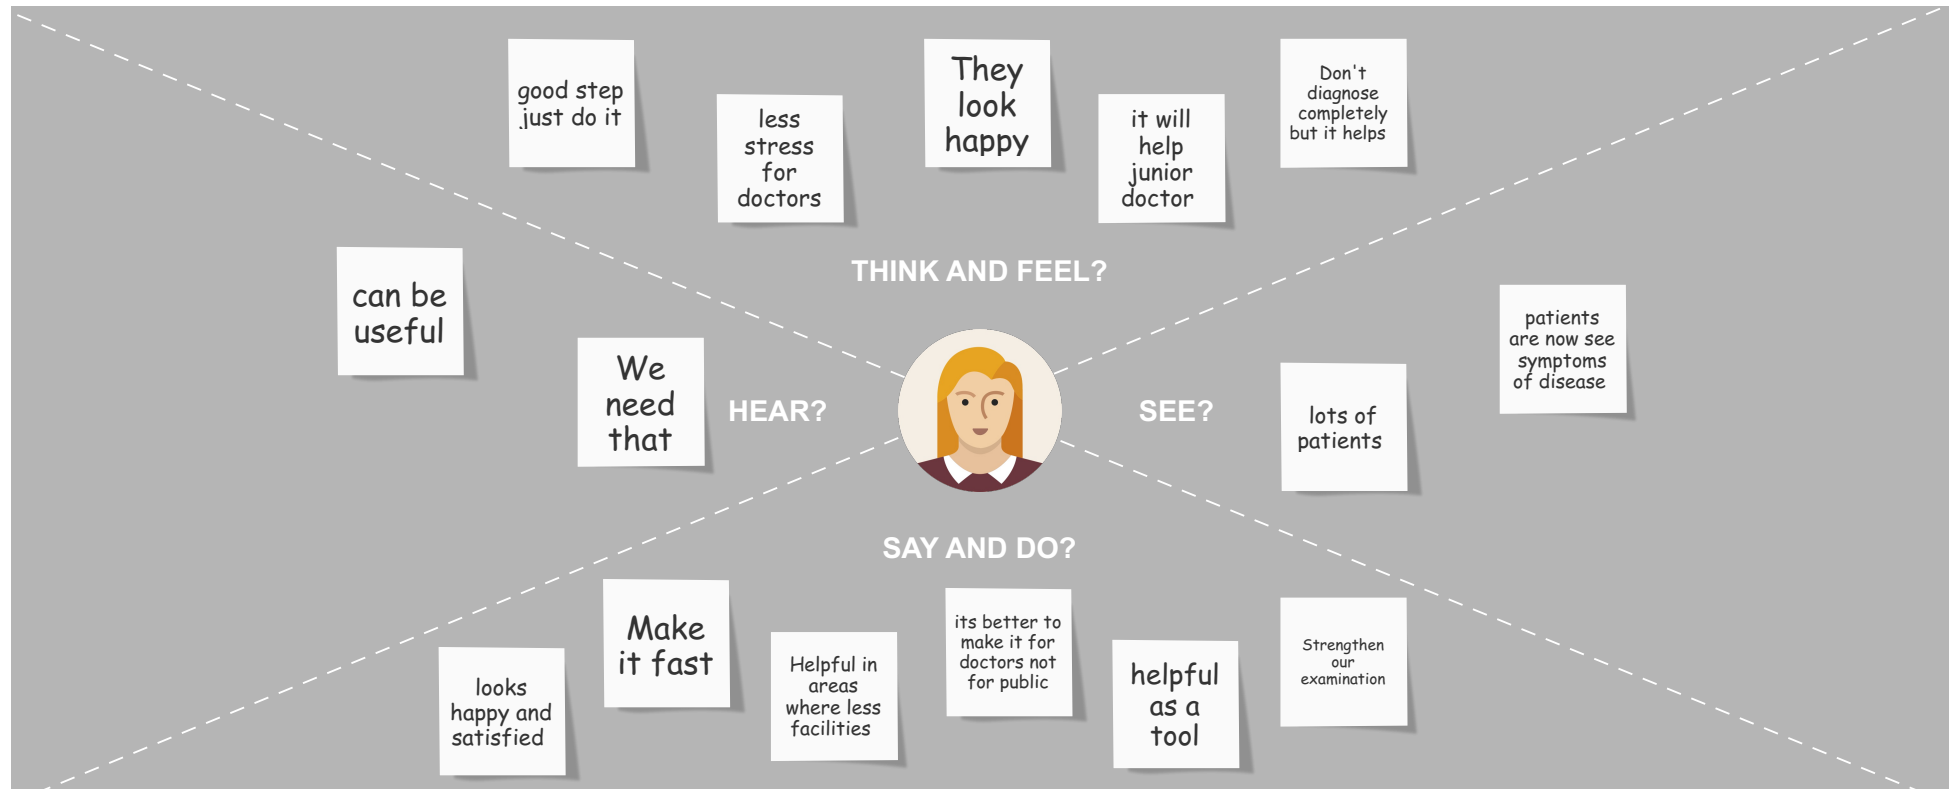 good step
just do it
less
stress
for
doctors
They
look
happy
it will
help
junior
doctor
Don't
diagnose
completely
but it helps
THINK AND FEEL?
can be
useful
We
need
that
HEAR?
SEE?
lots of
patients
patients
are now see
symptoms
of disease
SAY AND DO?
looks
happy and
satisfied
Make
it fast
Helpful in
areas
where less
facilities
its better to
make it for
doctors not
for public
helpful
as a
tool
Strengthen
our
examination